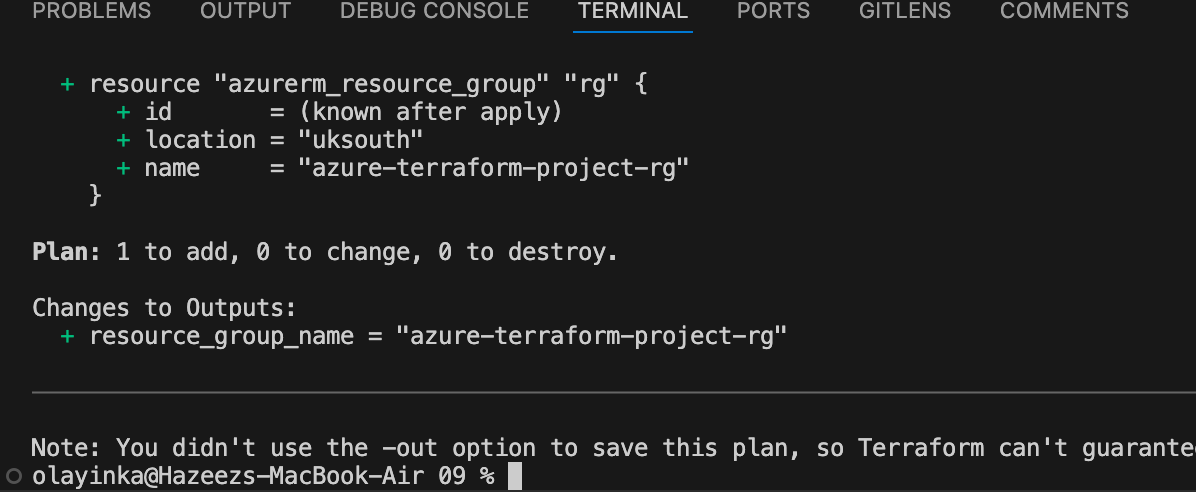 PROBLEMS OUTPUT DEBUG CONSOLE TERMINAL PORTS GITLENS COMMENTS
+ resource "azurerm_resource_group" "rg" {
+ id = (known after apply)
+ location = "uksouth"
+ name = "azure-terraform-project-rg"
}
Plan: 1 to add, 0 to change, 0 to destroy.
Changes to Outputs:
+ resource_group_name = "azure-terraform-project-rg"
Note: You didn't use the -out option to save this plan, so Terraform can't guarante
olayinka@Hazeezs-MacBook-Air 09 %